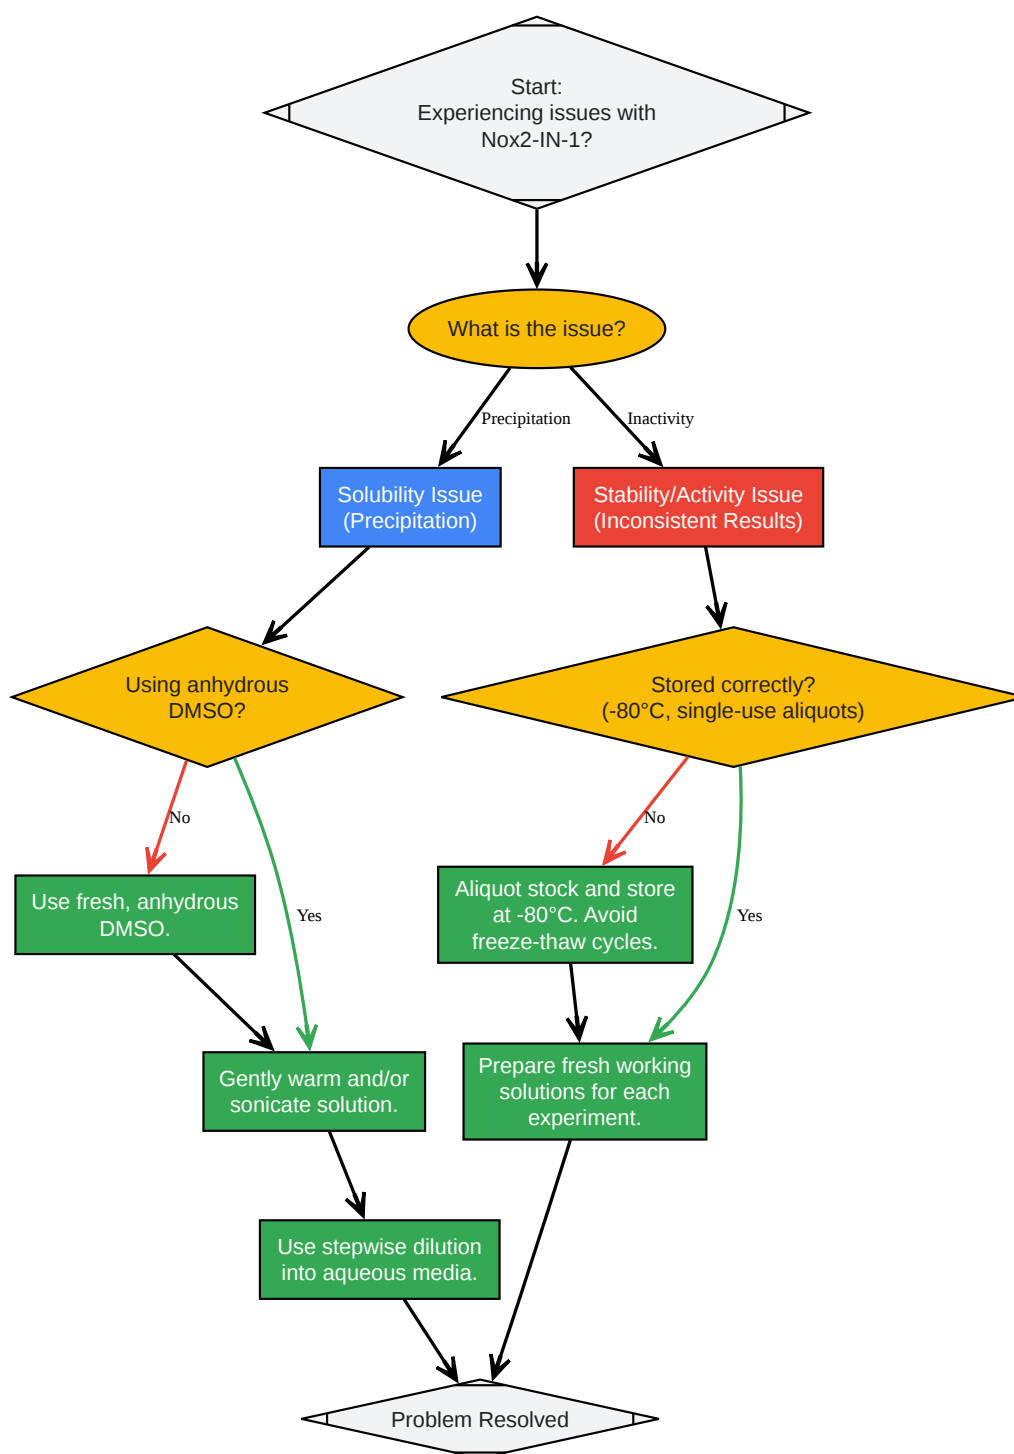 Start:
Experiencing issues with
Nox2-IN-1?
What is the issue?
Precipitation
Inactivity
Solubility Issue
(Precipitation)
Stability/Activity Issue
(Inconsistent Results)
Using anhydrous
DMSO?
Stored correctly?
(-80°C, single-use aliquots)
No
No
Use fresh, anhydrous
DMSO.
Yes
Aliquot stock and store
at -80°C. Avoid
freeze-thaw cycles.
Yes
Gently warm and/or
sonicate solution.
Prepare fresh working
solutions for each
experiment.
Use stepwise dilution
into aqueous media.
Problem Resolved